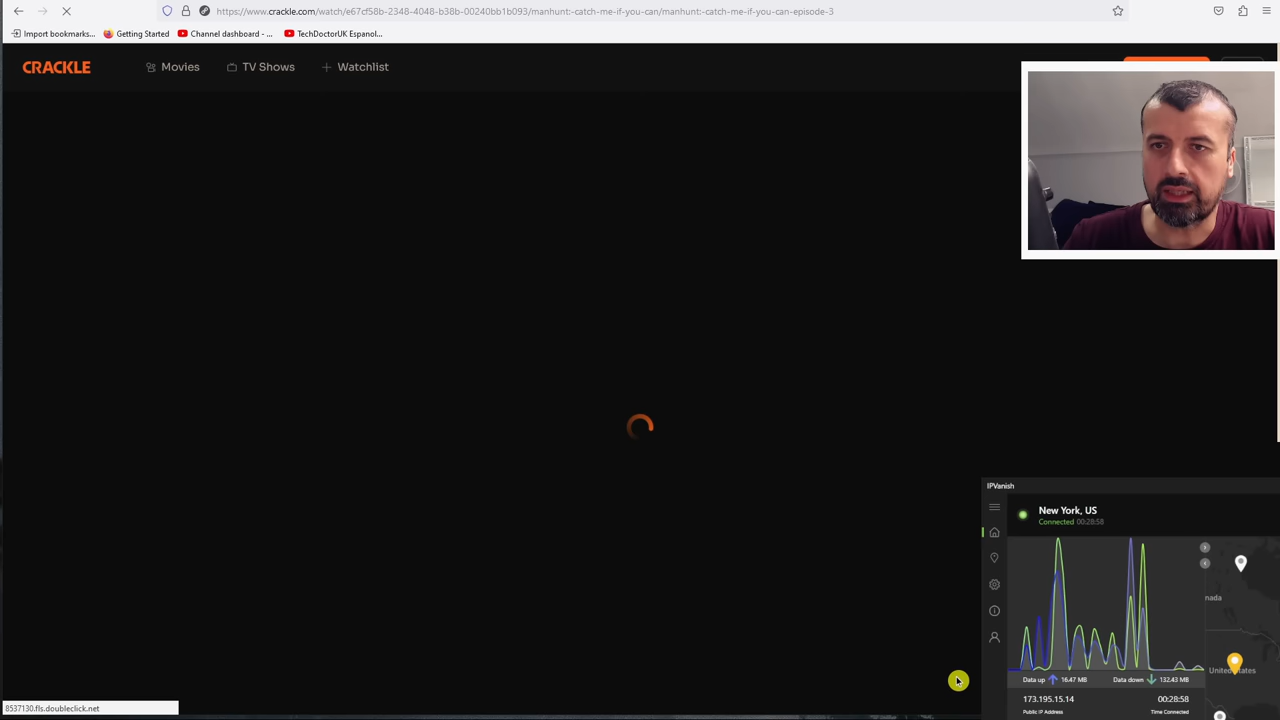 https://www.crackle.com/watch/e67cf58b-2348-4048-b38b-00240bb1b093/manhunt:-catch-me-if-you-can/manhunt:-catch-me-if-you-can-episode-3
Import bookmarks...
Getting Started
Channel dashboard - ...
TechDoctorUK Espanol...
CRACKLE
Movies
TV Shows
Watchlist
IPVanish
New York, US
Connected 00:28:58
nada
United States
Data up 16.47 MB
Data down 132.43 MB
173.195.15.14
00:28:58
Public IP Address
Time Connected
8537130.fls.doubleclick.net